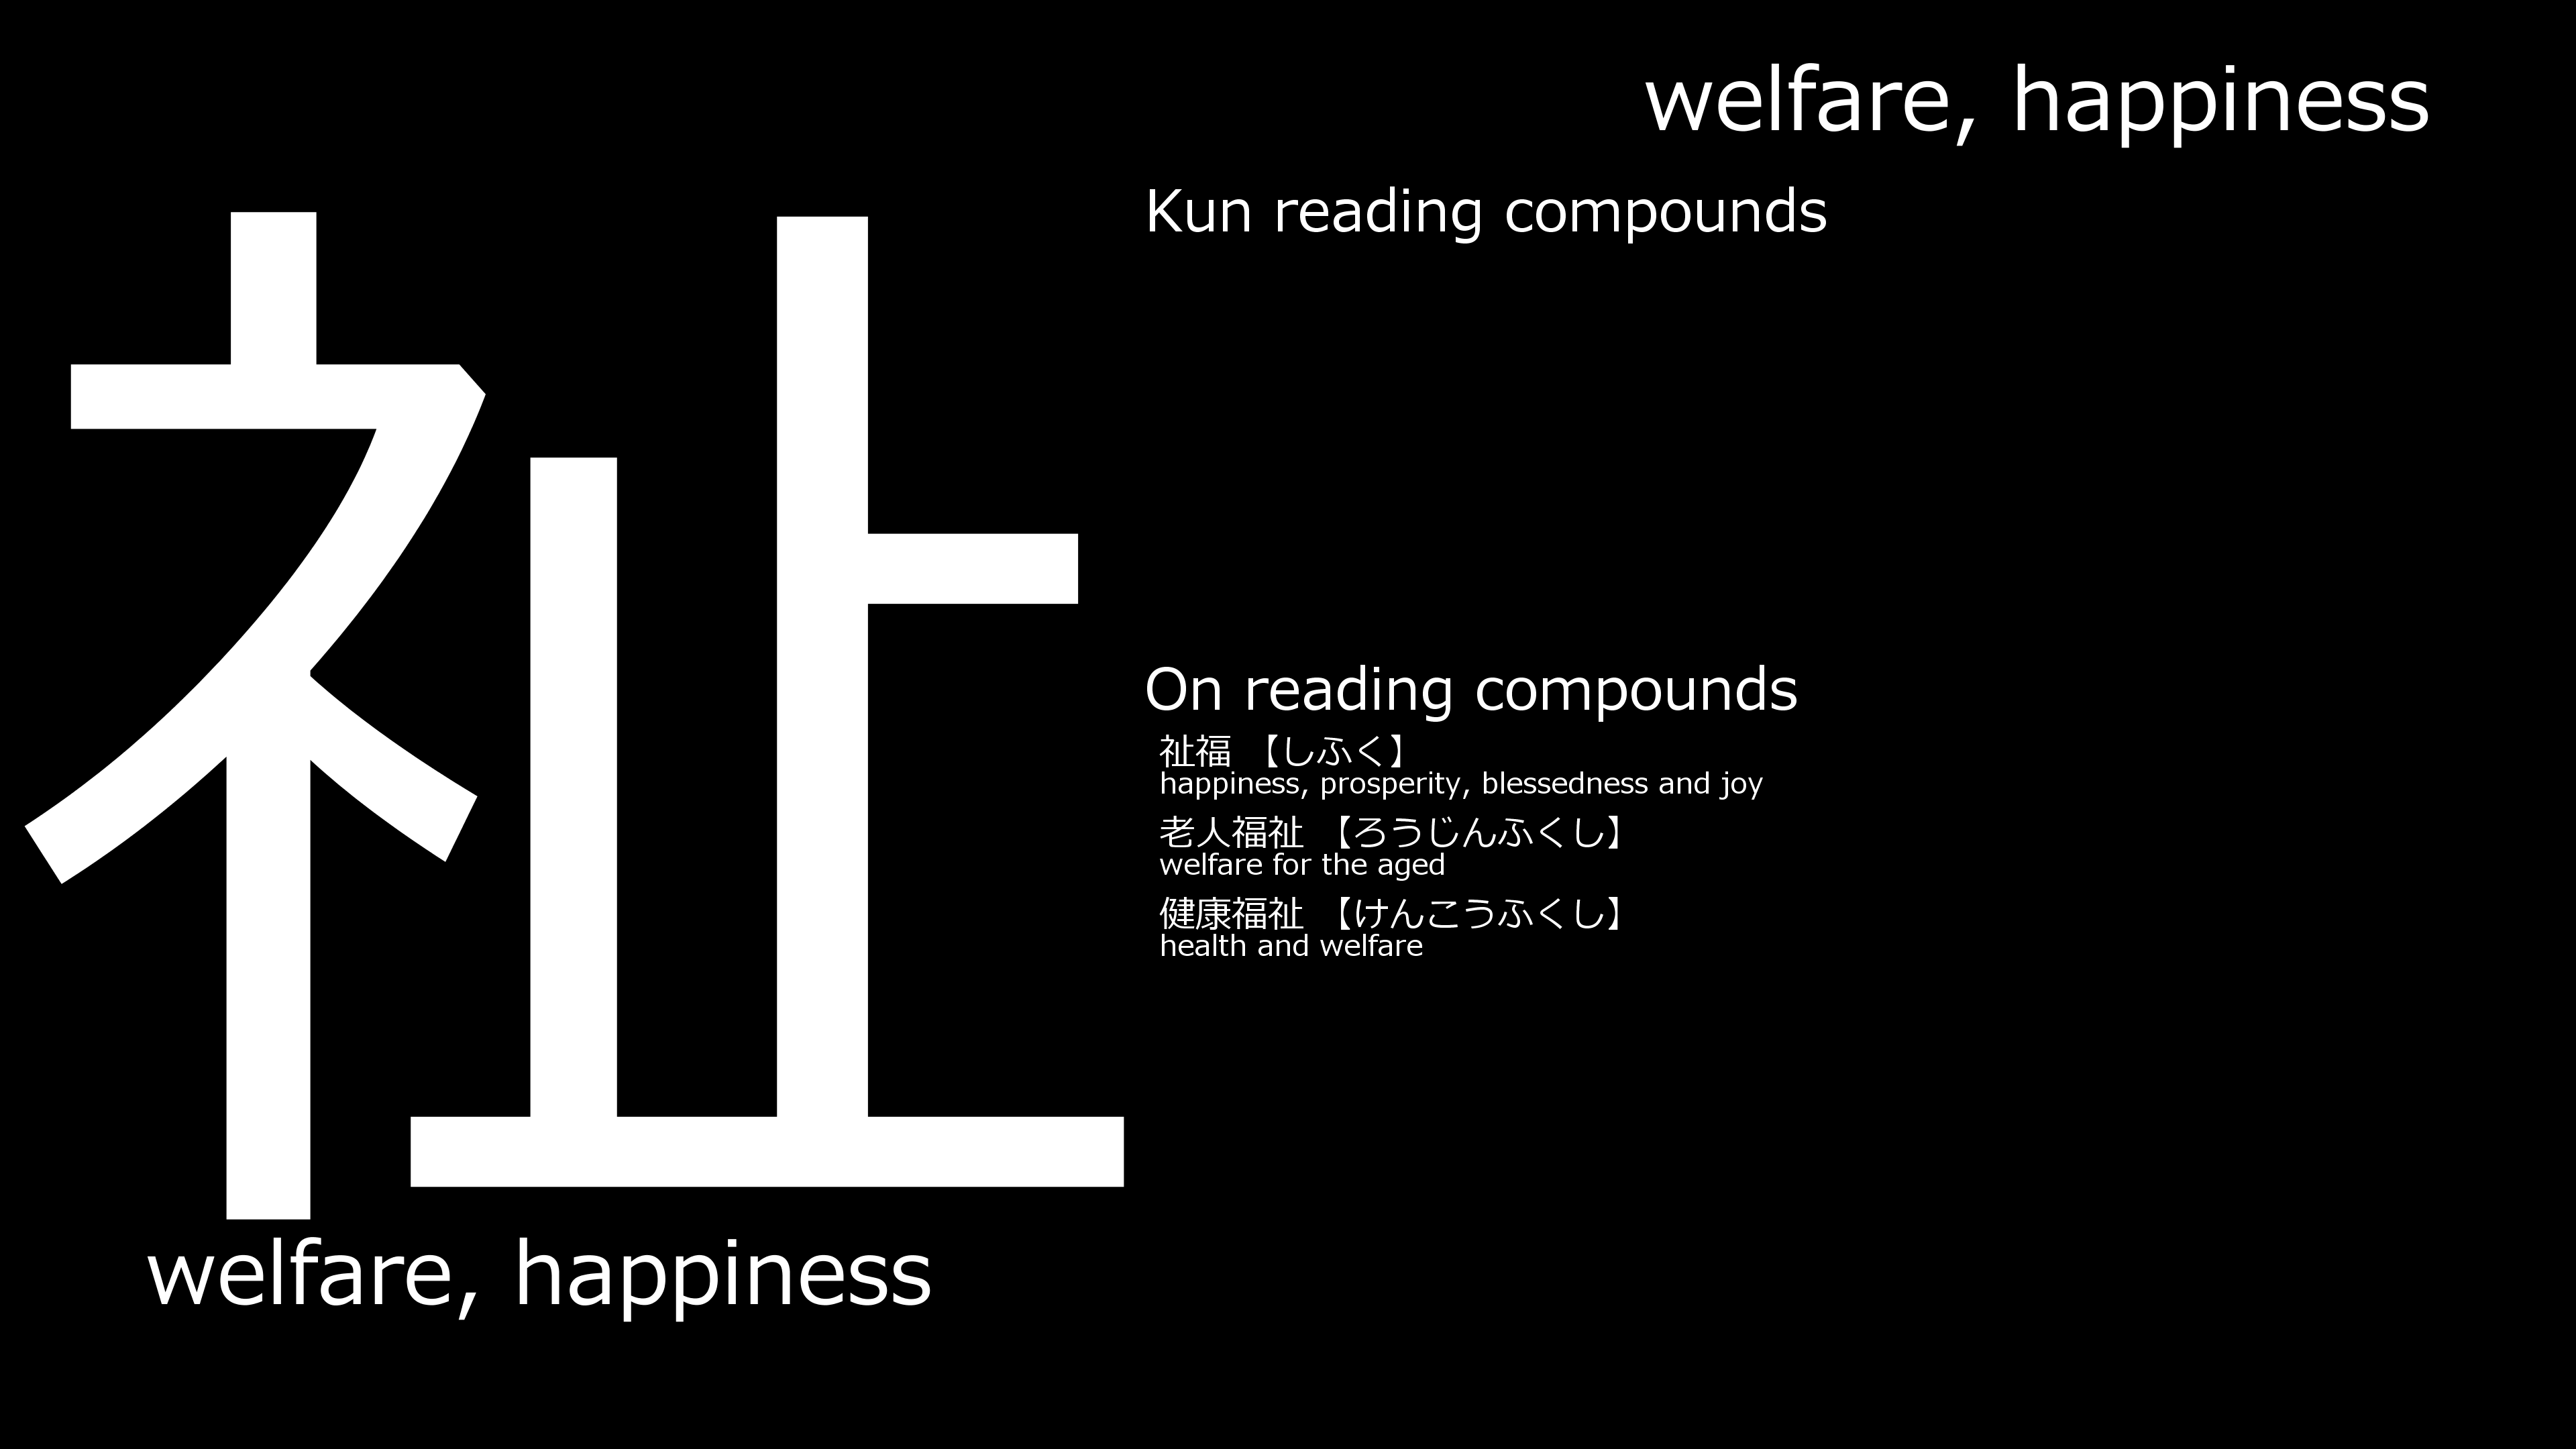 祉
welfare, happiness
welfare, happiness
Kun reading compounds
On reading compounds
祉福 【しふく】
happiness, prosperity, blessedness and joy
老人福祉 【ろうじんふくし】
welfare for the aged
健康福祉 【けんこうふくし】
health and welfare